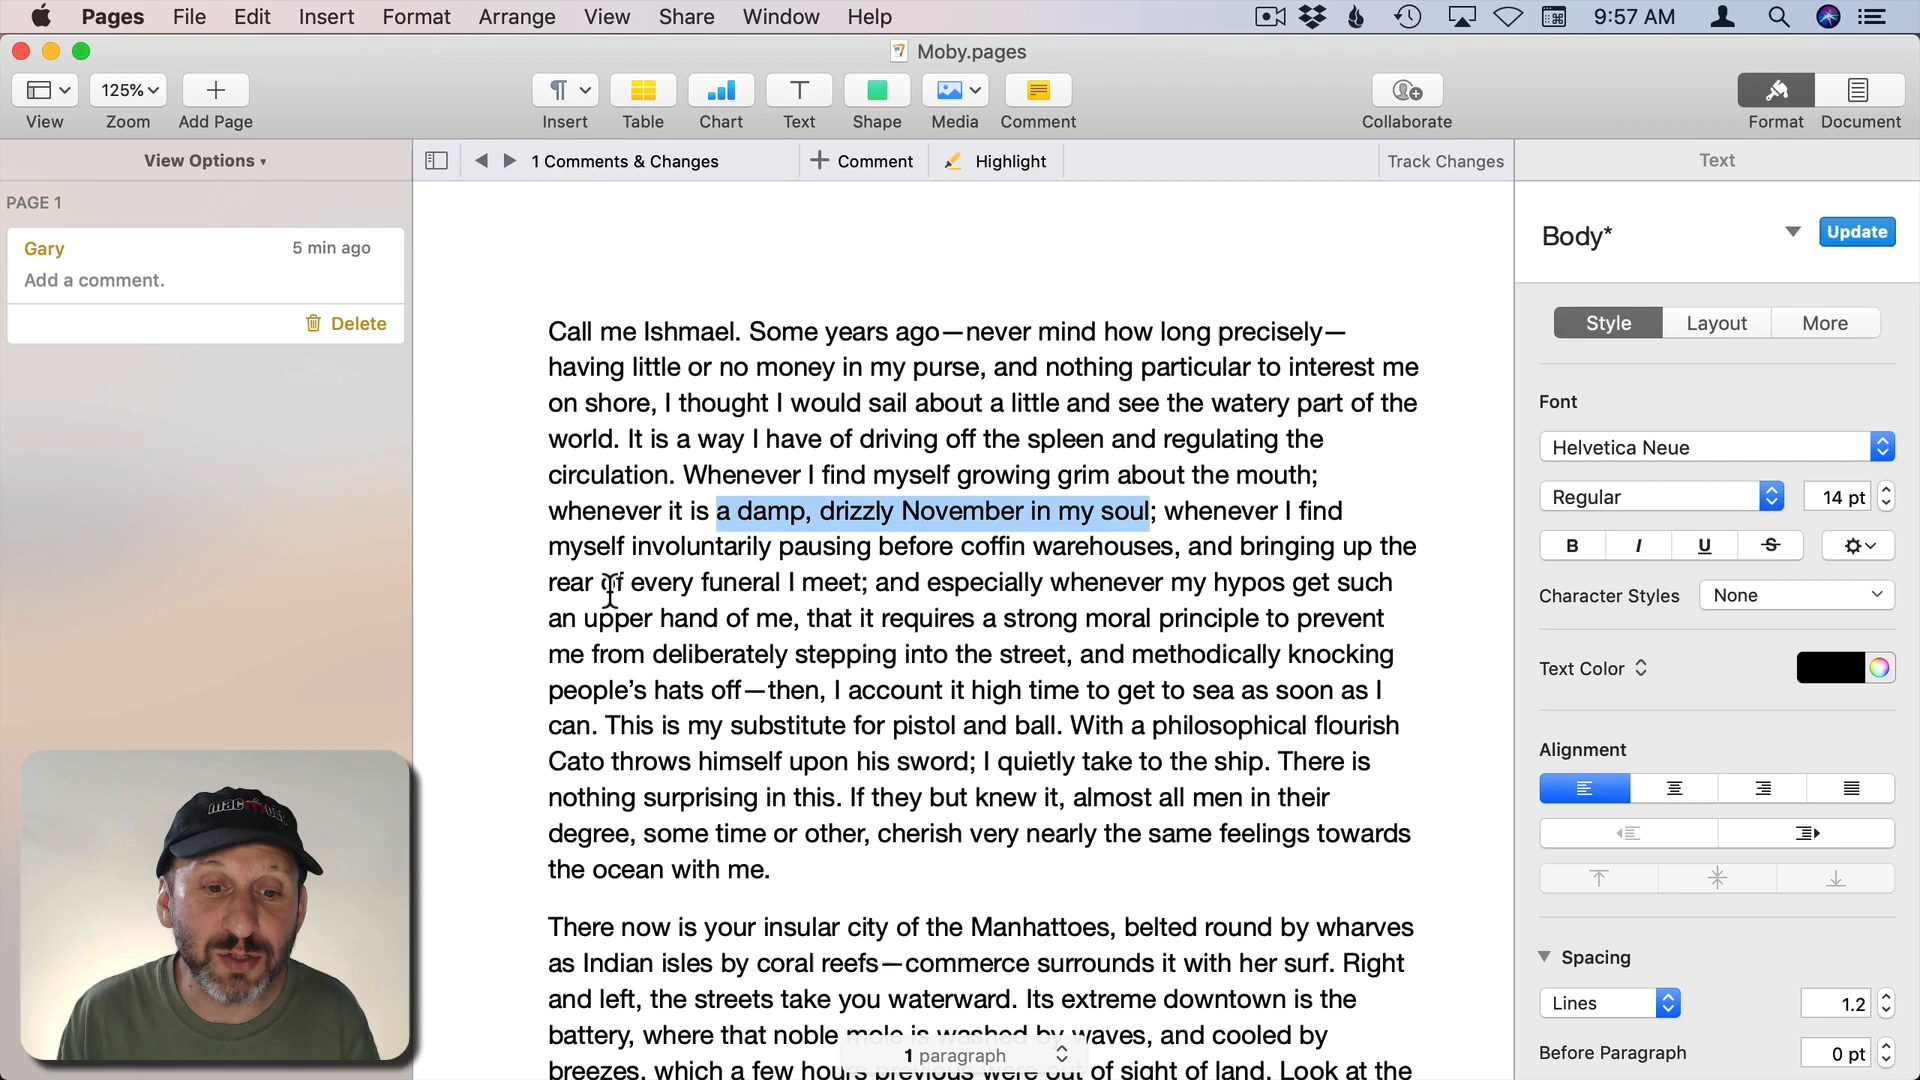 Pages File Edit Insert Format Arrange View Share Window Help 9:57 AM
Moby.pages
125%
View Zoom Add Page Insert Table Chart Text Shape Media Comment Collaborate Format Document
View Options
1 Comments & Changes
Comment
Highlight
Track Changes
Text
PAGE 1
Gary 5 min ago
Add a comment.
Delete
Call me Ishmael. Some years ago—never mind how long precisely—
having little or no money in my purse, and nothing particular to interest me
on shore, I thought I would sail about a little and see the watery part of the
world. It is a way I have of driving off the spleen and regulating the
circulation. Whenever I find myself growing grim about the mouth;
whenever it is a damp, drizzly November in my soul; whenever I find
myself involuntarily pausing before coffin warehouses, and bringing up the
rear of every funeral I meet; and especially whenever my hypos get such
an upper hand of me, that it requires a strong moral principle to prevent
me from deliberately stepping into the street, and methodically knocking
people’s hats off—then, I account it high time to get to sea as soon as I
can. This is my substitute for pistol and ball. With a philosophical flourish
Cato throws himself upon his sword; I quietly take to the ship. There is
nothing surprising in this. If they but knew it, almost all men in their
degree, some time or other, cherish very nearly the same feelings towards
the ocean with me.
There now is your insular city of the Manhattoes, belted round by wharves
as Indian isles by coral reefs—commerce surrounds it with her surf. Right
and left, the streets take you waterward. Its extreme downtown is the
battery, where that noble mole is washed by waves, and cooled by
breezes, which a few hours previous were out of sight of land. Look at the
1 paragraph
Body*
Update
Style Layout More
Font
Helvetica Neue
Regular 14 pt
B I U S
Character Styles None
Text Color
Alignment
Spacing
Lines 1.2
Before Paragraph 0 pt